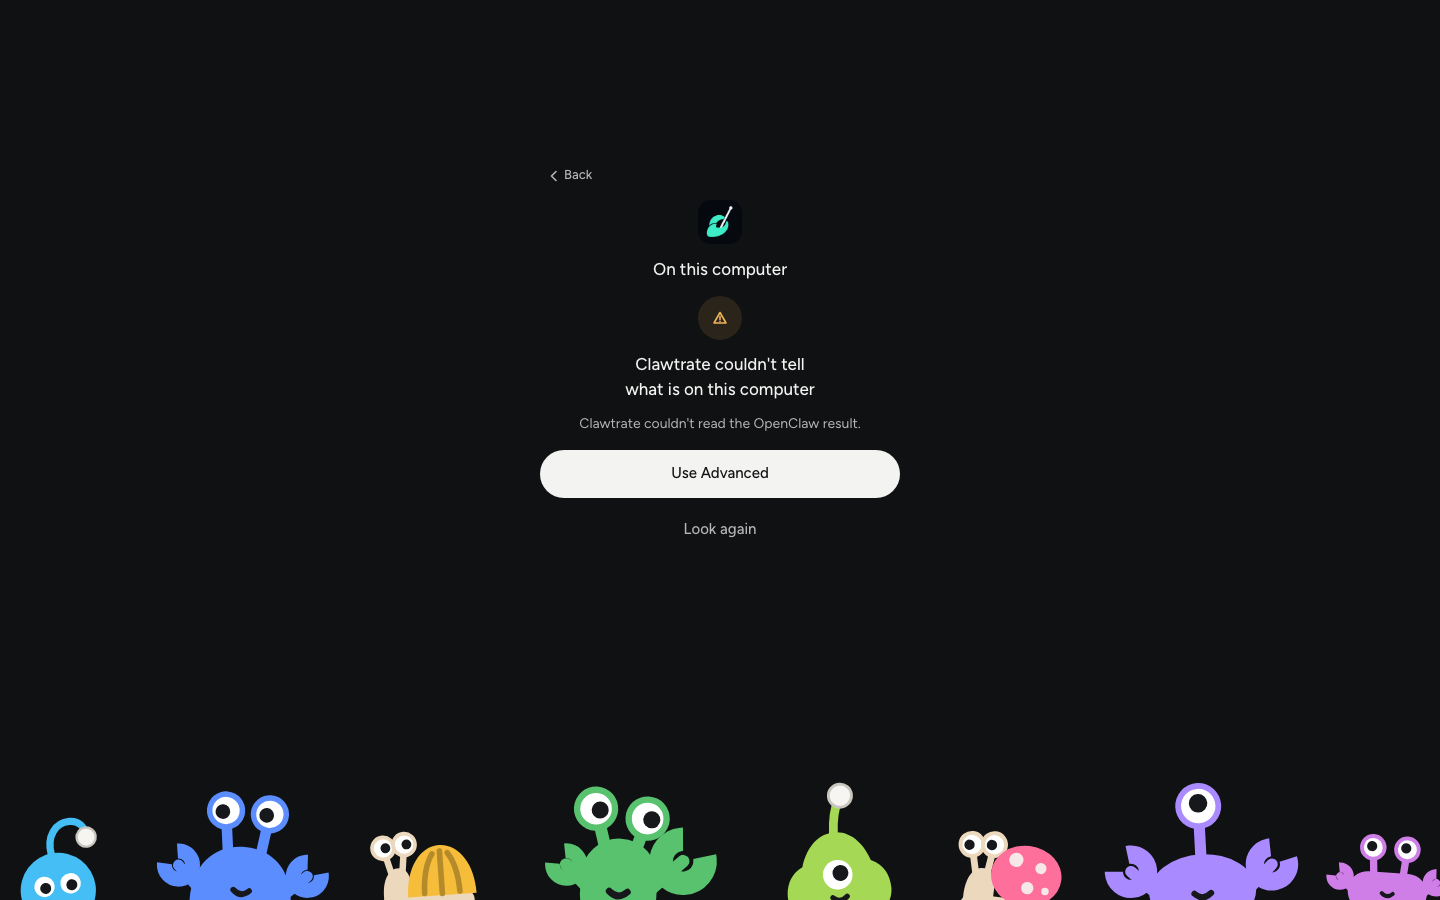 Back
On this computer
Clawtrate couldn't tell
what is on this computer
Clawtrate couldn't read the OpenClaw result.
Use Advanced
Look again